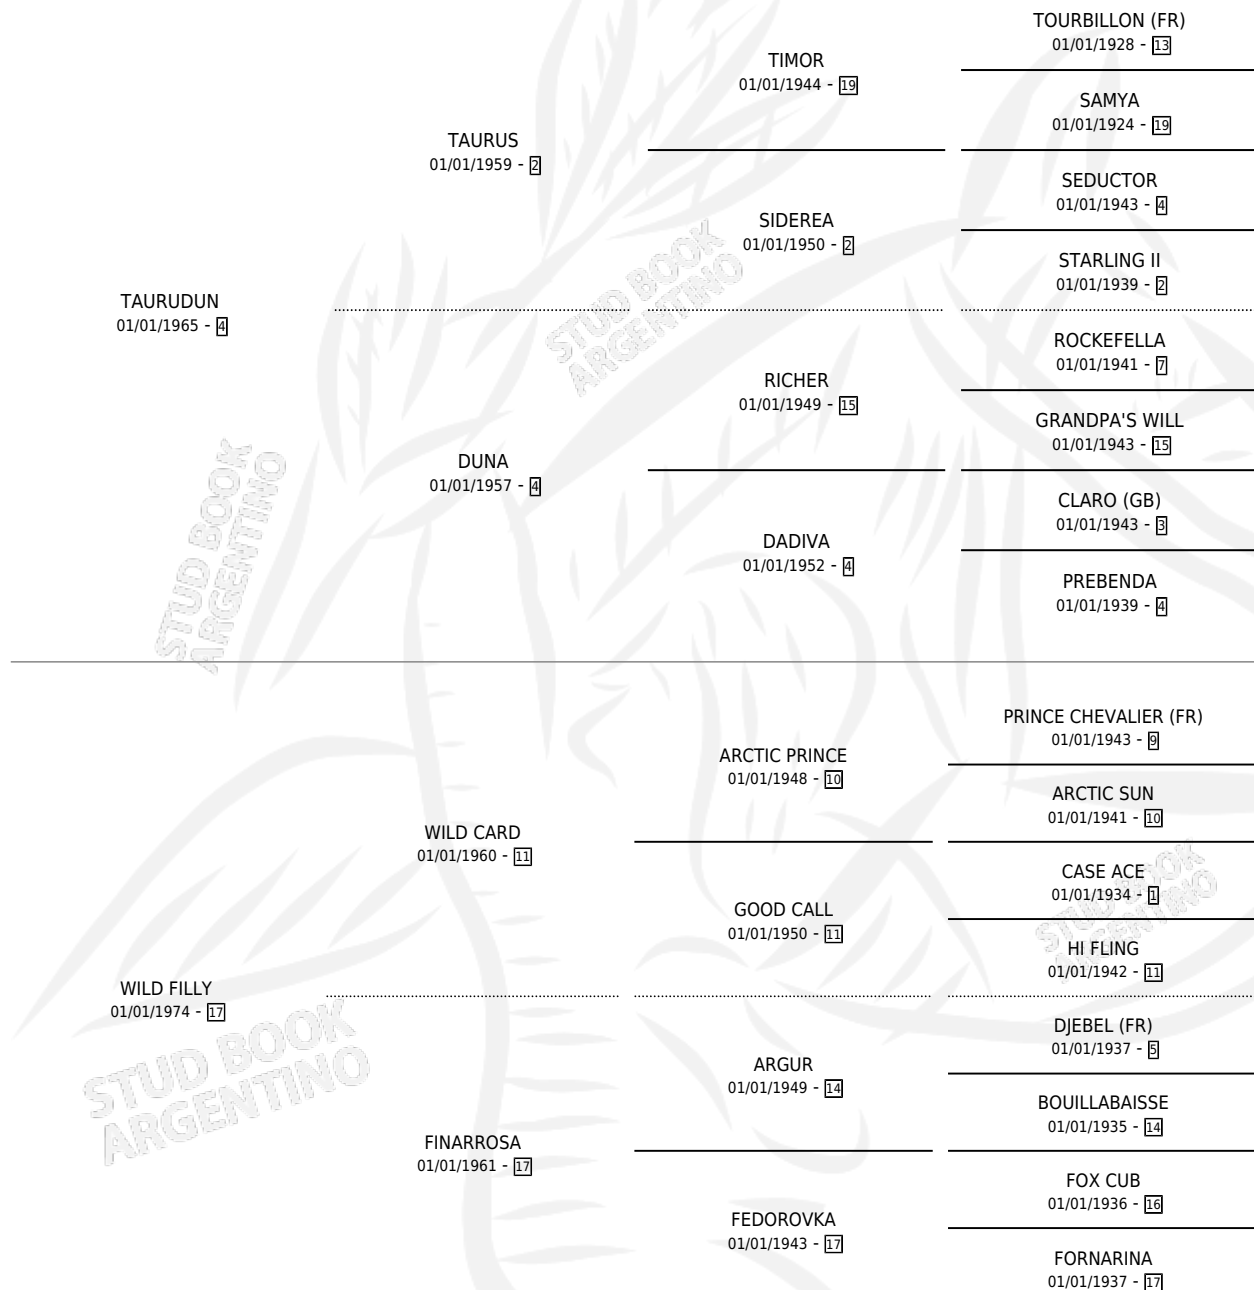 TOURBILLON (FR)
01/01/1928 - 13
TIMOR
01/01/1944 - 19
SAMYA
01/01/1924 - 19
TAURUS
01/01/1959 - 2
SEDUCTOR
01/01/1943 - 4
SIDEREA
01/01/1950 - 2
STARLING II
01/01/1939 - 2
TAURUDUN
01/01/1965 - 4
STUD BOOK
ARGENTINO
ROCKEFELLA
01/01/1941 - 7
RICHER
01/01/1949 - 15
GRANDPA'S WILL
01/01/1943 - 15
DUNA
01/01/1957 - 4
CLARO (GB)
01/01/1943 - 3
DADIVA
01/01/1952 - 4
PREBENDA
01/01/1939 - 4
STUD BOOK
ARGENTINO
PRINCE CHEVALIER (FR)
01/01/1943 - 9
ARCTIC PRINCE
01/01/1948 - 10
ARCTIC SUN
01/01/1941 - 10
WILD CARD
01/01/1960 - 11
CASE ACE
01/01/1934 - 1
GOOD CALL
01/01/1950 - 11
HI FLING
01/01/1942 - 11
STUD BOOK
ARGENTINO
WILD FILLY
01/01/1974 - 17
DJEBEL (FR)
01/01/1937 - 5
ARGUR
01/01/1949 - 14
BOUILLABAISSE
01/01/1935 - 14
STUD BOOK
ARGENTINO
FINARROSA
01/01/1961 - 17
FOX CUB
01/01/1936 - 16
FEDOROVKA
01/01/1943 - 17
FORNARINA
01/01/1937 - 17